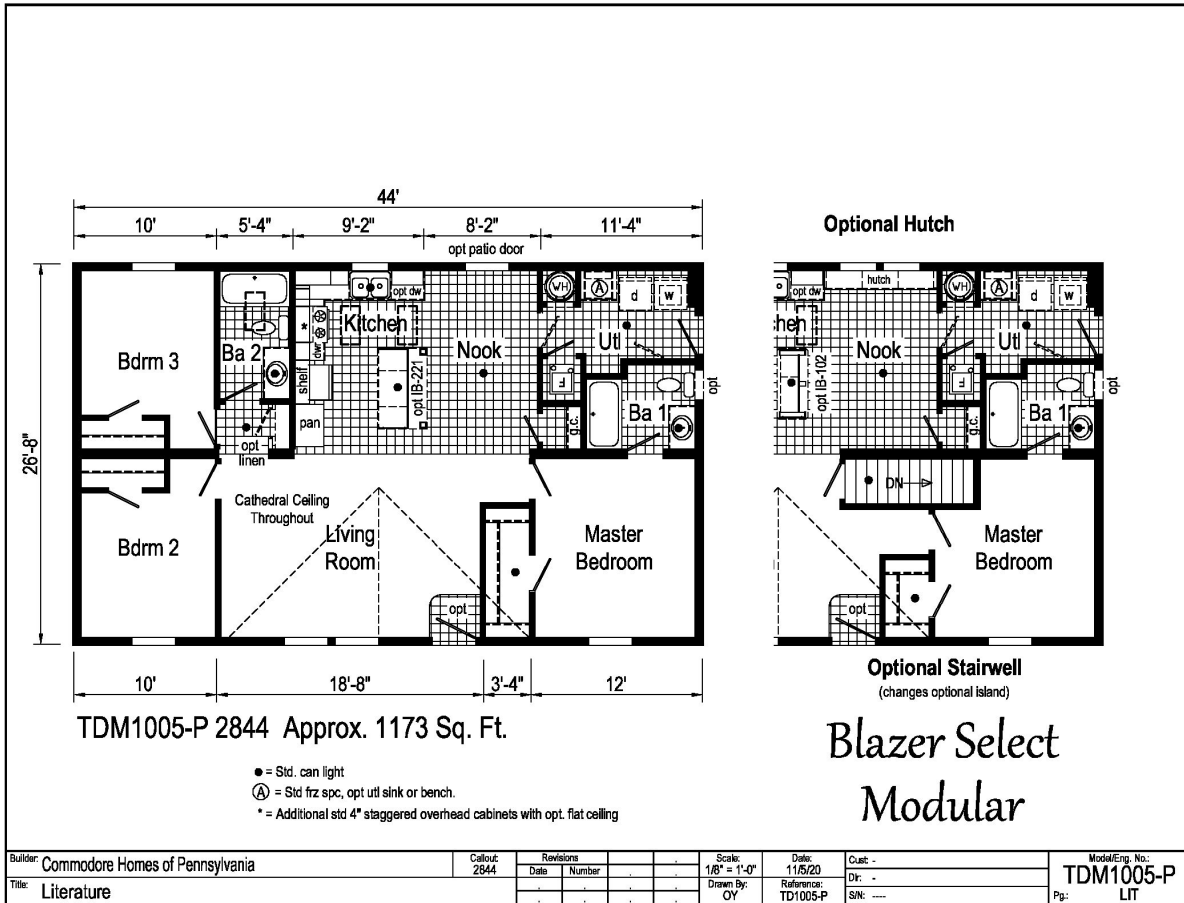 44'
10' 5'-4" 9'-2" 8'-2" 11'-4"
opt patio door
Optional Hutch
26'-8"
Bdrm 3
Ba 2
*
dwr
shelf
pan
Kitchen
opt dw
opt IB-221
Nook
WH
A
d
w
Utl
F
g.c.
Ba 1
opt
opt
linen
Bdrm 2
Cathedral Ceiling
Throughout
Living
Room
opt
Master
Bedroom
opt dw
hutch
hen
opt IB-102
Nook
WH
A
d
w
Utl
F
g.c.
Ba 1
opt
DN
Master
Bedroom
opt
10' 18'-8" 3'-4" 12'
Optional Stairwell
(changes optional island)
TDM1005-P 2844 Approx. 1173 Sq. Ft.
Blazer Select
Modular
● = Std. can light
Ⓐ = Std frz spc, opt utl sink or bench.
* = Additional std 4" staggered overhead cabinets with opt. flat ceiling
Builder: Commodore Homes of Pennsylvania
Title: Literature
Callout: 2844
Revisions
Date Number
Scale: 1/8" = 1'-0"
Drawn By: OY
Date: 11/5/20
Reference: TD1005-P
Cust: -
Dir: -
S/N: ----
Model/Eng. No.:
TDM1005-P
Pg.: LIT